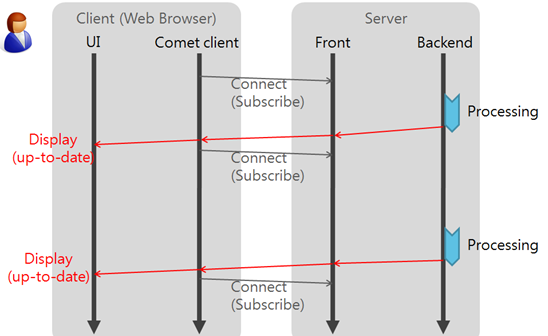 Client (Web Browser)
Server
UI
Comet client
Front
Backend
Connect
(Subscribe)
Processing
Display
(up-to-date)
Connect
(Subscribe)
Processing
Display
(up-to-date)
Connect
(Subscribe)